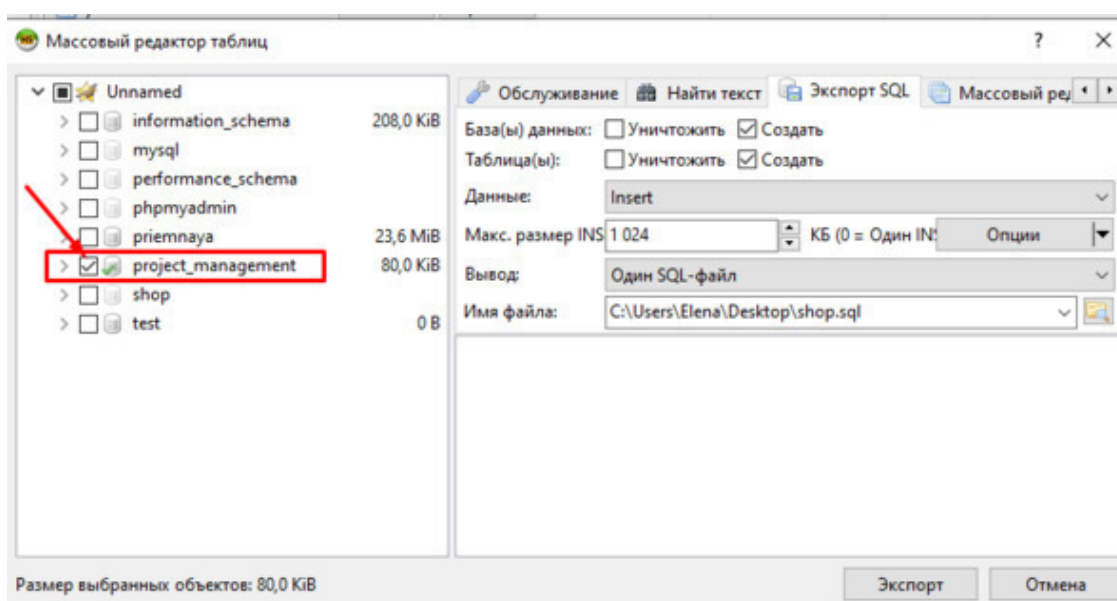 Массовый редактор таблиц ? ×
Unnamed
information_schema 208,0 KiB
mysql
performance_schema
phpmyadmin
priemnaya 23,6 MiB
project_management 80,0 KiB
shop
test 0 B
Обслуживание Найти текст Экспорт SQL Массовый ред
База(ы) данных: Уничтожить Создать
Таблица(ы): Уничтожить Создать
Данные: Insert
Макс. размер INS 1 024 КБ (0 = Один IN Опции
Вывод: Один SQL-файл
Имя файла: C:\Users\Elena\Desktop\shop.sql
Размер выбранных объектов: 80,0 KiB Экспорт Отмена